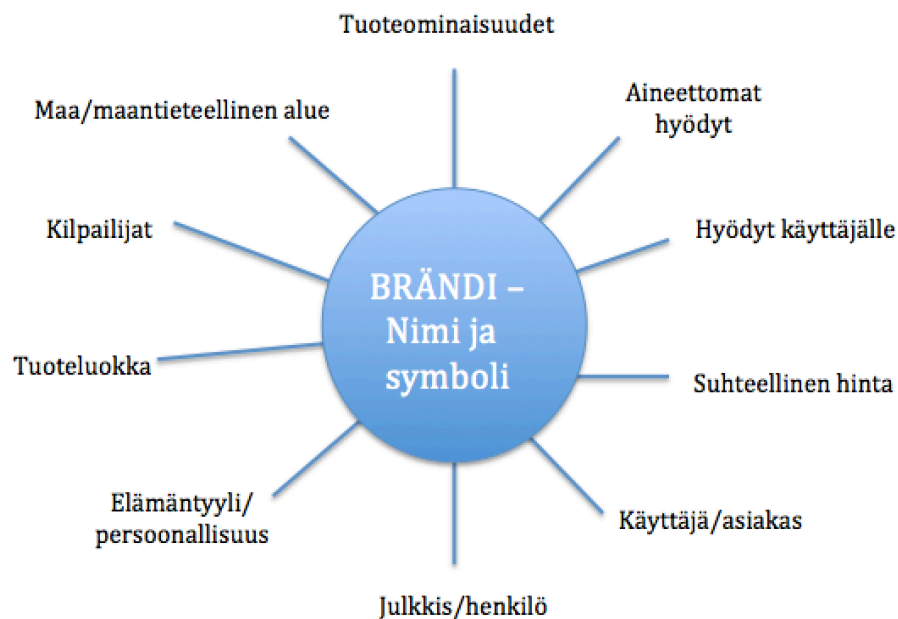 Tuoteominaisuudet
Aineettomat
hyödyt
Maa/maantieteellinen alue
Kilpailijat
Hyödyt käyttäjälle
BRÄNDI –
Nimi ja
symboli
Tuoteluokka
Suhteellinen hinta
Elämäntyyli/
persoonallisuus
Käyttäjä/asiakas
Julkkis/henkilö